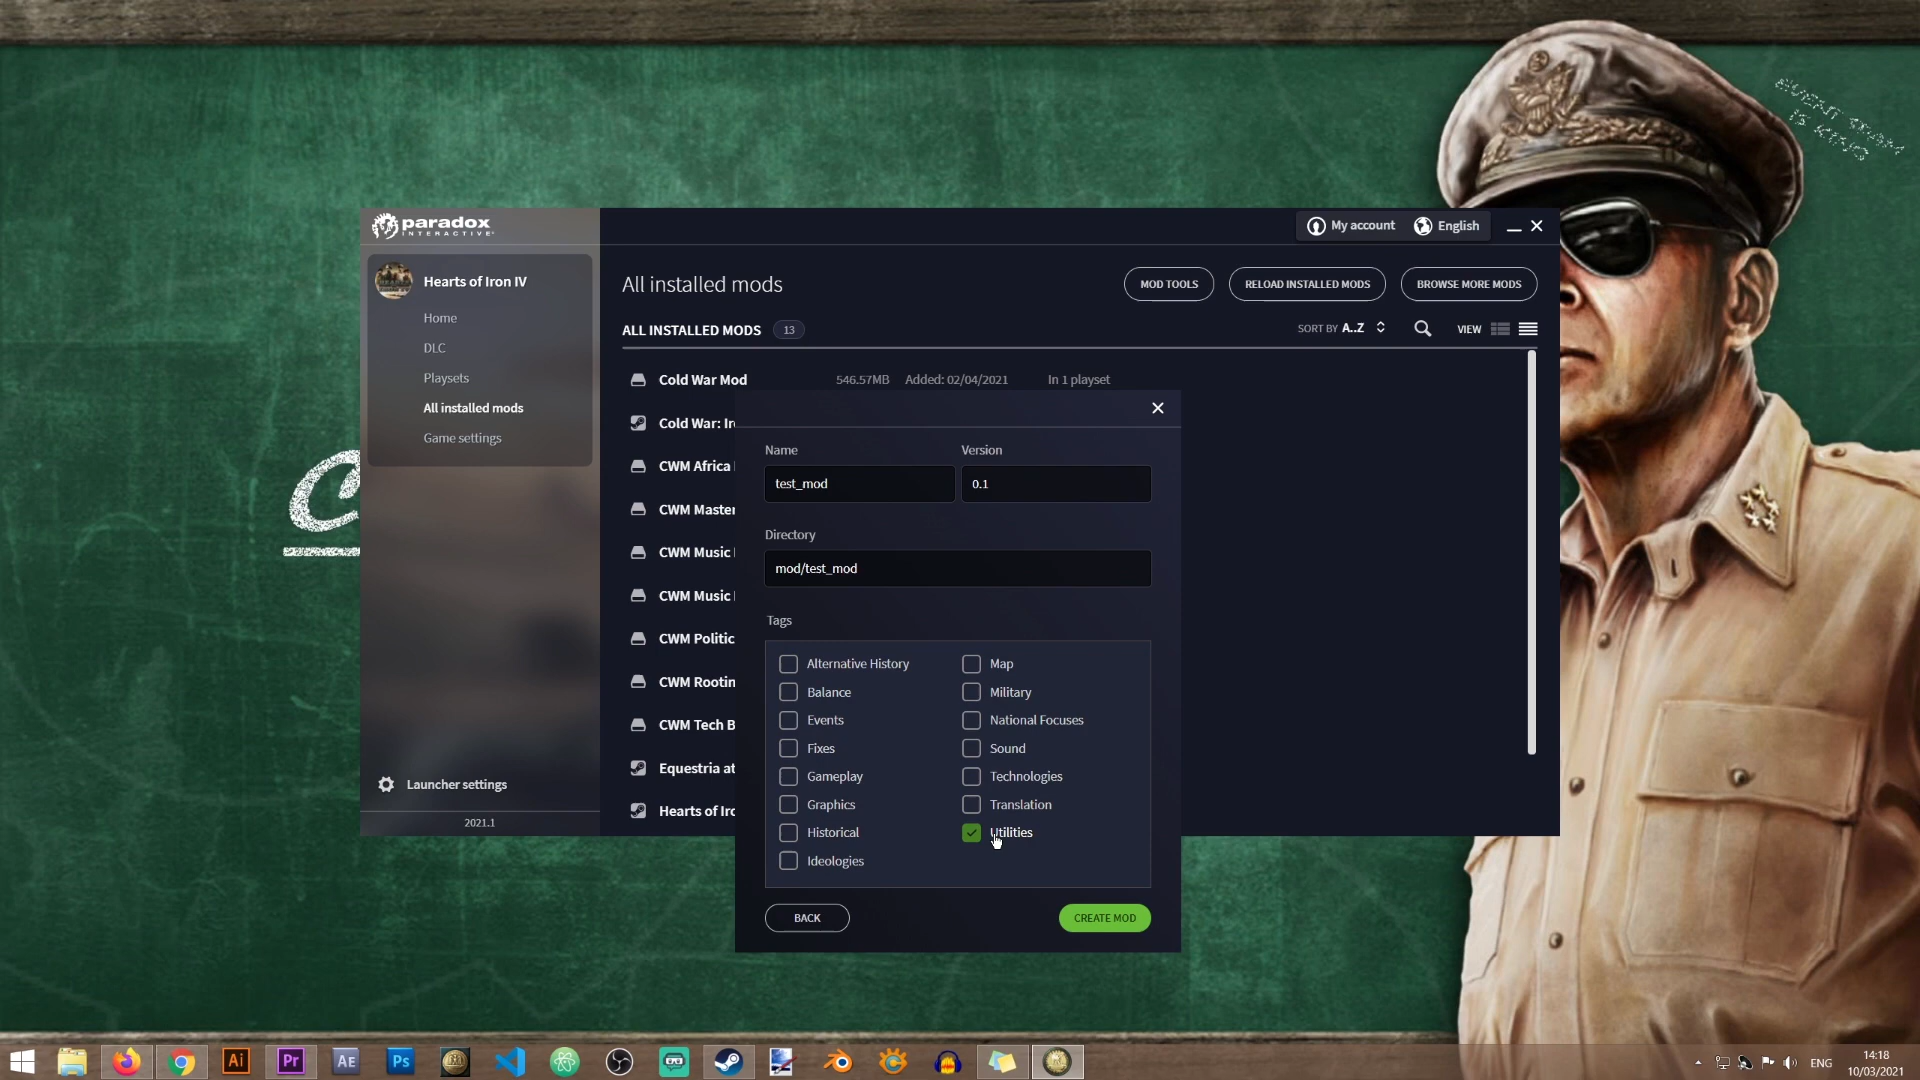 paradox
INTERACTIVE
My account
English
Hearts of Iron IV
Home
DLC
Playsets
All installed mods
Game settings
Launcher settings
2021.1
All installed mods
MOD TOOLS
RELOAD INSTALLED MODS
BROWSE MORE MODS
ALL INSTALLED MODS 13
SORT BY A..Z
VIEW
Cold War Mod 546.57MB Added: 02/04/2021 In 1 playset
Cold War:
CWM Africa
CWM Master
CWM Music
CWM Music
CWM
CWM
CWM Tech
Equestria at
Hearts of
Name
Version
test_mod
0.1
Directory
mod/test_mod
Tags
Alternative History
Balance
Events
Fixes
Gameplay
Graphics
Historical
Ideologies
Map
Military
National Focuses
Sound
Technologies
Translation
Utilities
BACK
CREATE MOD
Ai
Pr
AE
Ps
ENG
14:18
10/03/2021